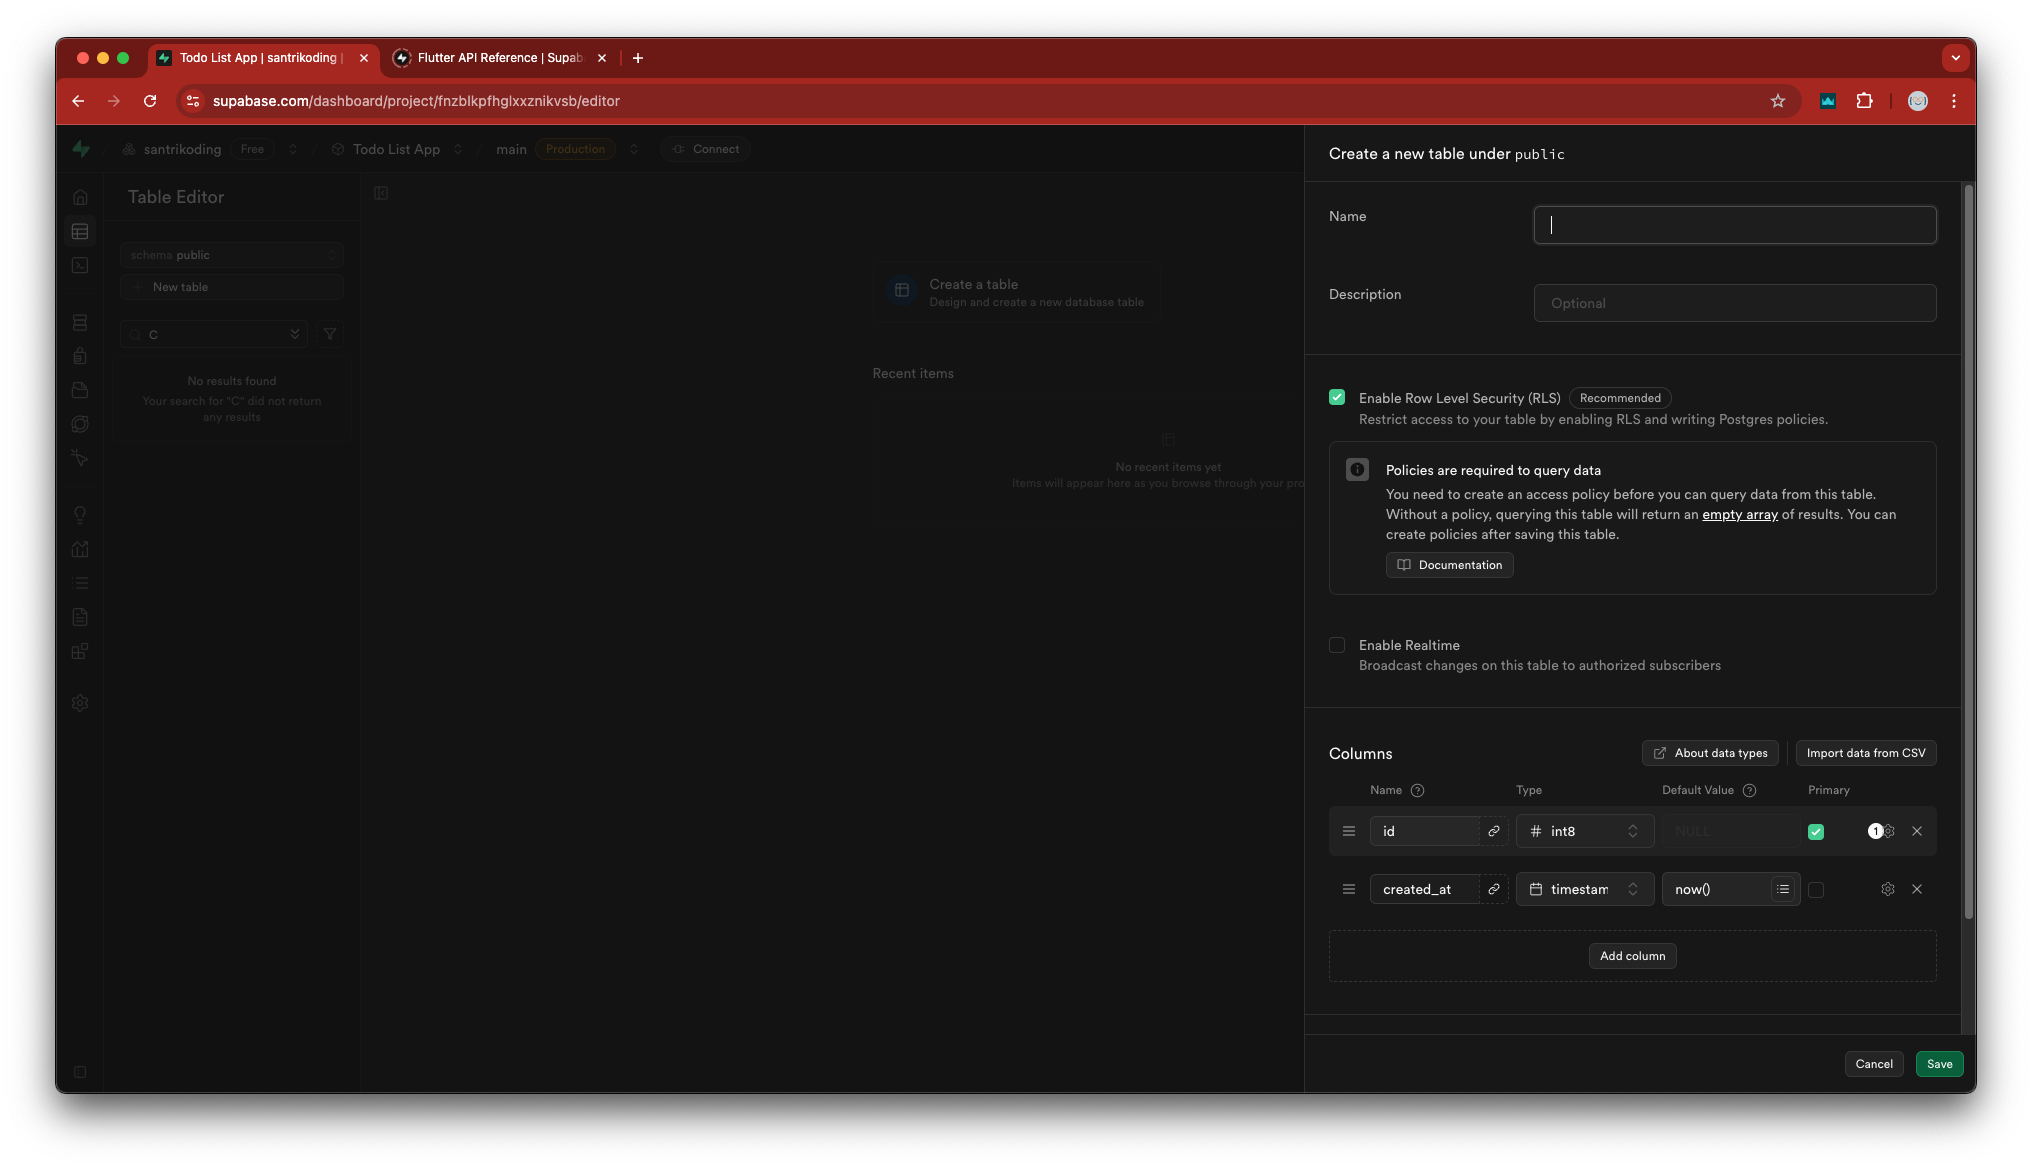 Todo List App | santrikoding |
Flutter API Reference | Supab
supabase.com/dashboard/project/fnzblkpfhglxxznikvsb/editor
santrikoding Free Todo List App main Production Connect
Table Editor
schema public
New table
C
No results found
Your search for "C" did not return
any results
Create a table
Design and create a new database table
Recent items
No recent items yet
Items will appear here as you browse through your pro
Create a new table under public
Name
Description
Optional
Enable Row Level Security (RLS) Recommended
Restrict access to your table by enabling RLS and writing Postgres policies.
Policies are required to query data
You need to create an access policy before you can query data from this table.
Without a policy, querying this table will return an empty array of results. You can
create policies after saving this table.
Documentation
Enable Realtime
Broadcast changes on this table to authorized subscribers
Columns About data types Import data from CSV
Name Type Default Value Primary
id int8 NULL 1
created_at timestam now()
Add column
Cancel Save